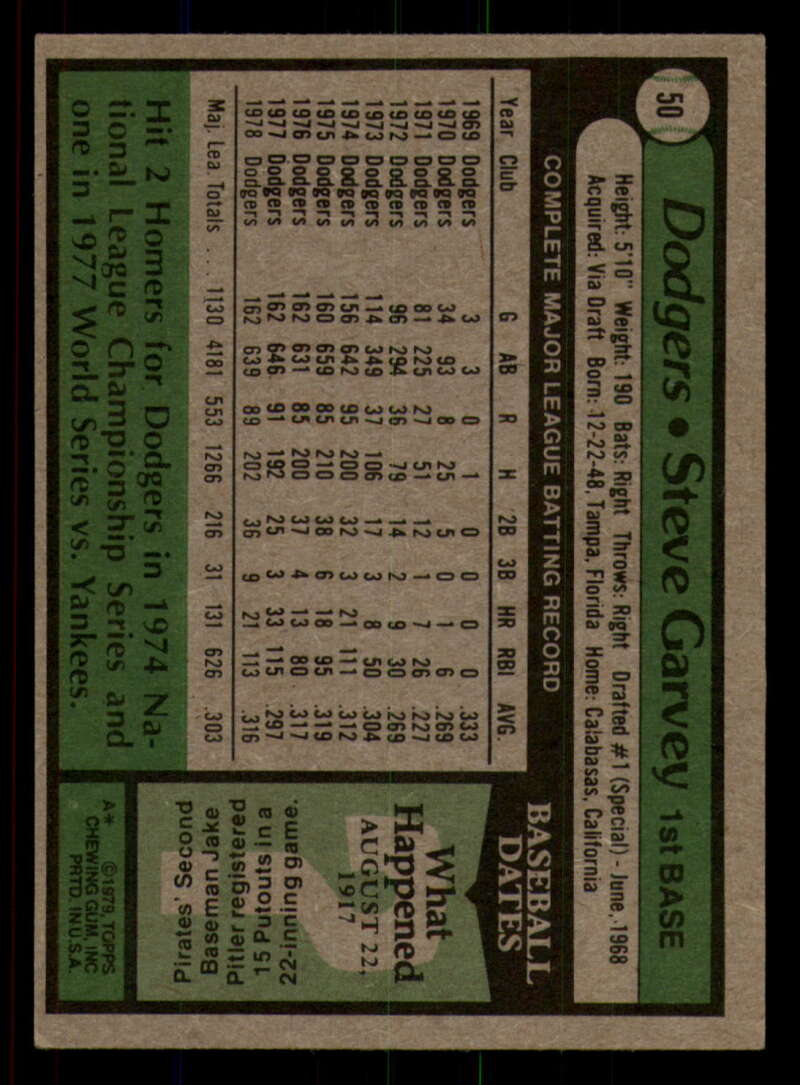 50
Dodgers • Steve Garvey 1st BASE
Height: 5'10" Weight: 190 Bats: Right Throws: Right Drafted #1 (Special) - June, 1968
Acquired: Via Draft Born: 12-22-48, Tampa, Florida Home: Calabasas, California
COMPLETE MAJOR LEAGUE BATTING RECORD
Year Club G AB R H 2B 3B HR RBI AVG.
1969 Dodgers 3 3 0 1 0 0 0 0 .333
1970 Dodgers 34 93 8 25 5 0 1 6 .269
1971 Dodgers 81 225 27 51 12 1 7 26 .227
1972 Dodgers 96 294 36 79 14 2 9 30 .269
1973 Dodgers 114 349 37 106 17 3 8 50 .304
1974 Dodgers 156 642 95 200 32 3 21 111 .312
1975 Dodgers 160 659 85 210 38 6 18 95 .319
1976 Dodgers 162 631 85 200 37 4 13 80 .317
1977 Dodgers 162 646 91 192 25 3 33 115 .297
1978 Dodgers 162 639 89 202 36 9 21 113 .316
Maj. Lea. Totals . . . 1130 4181 553 1266 216 31 131 626 .303
Hit 2 Homers for Dodgers in 1974 Na-
tional League Championship Series and
one in 1977 World Series vs. Yankees.
BASEBALL
DATES
What
Happened
AUGUST 22,
1917
?
Pirates' Second
Baseman Jake
Pitler registered
15 Putouts in a
22-inning game.
A* ©1979, TOPPS
CHEWING GUM, INC
PRTD. IN U.S.A.